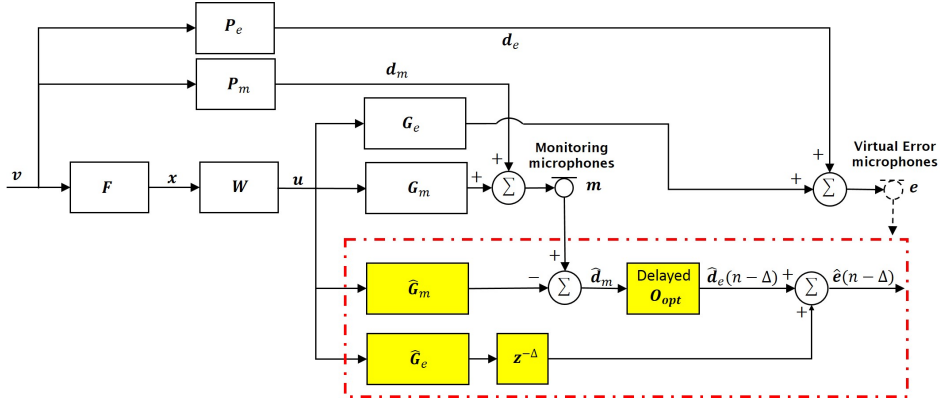 P_e
d_e
P_m
d_m
G_e
Monitoring
microphones
Virtual Error
microphones
v
F
x
W
u
G_m
+
+
Σ
m
+
+
Σ
e
Ĝ_m
−
+
Σ
d̂_m
Delayed
O_opt
d̂_e(n − Δ)
+
+
Σ
ê(n − Δ)
Ĝ_e
z^−Δ